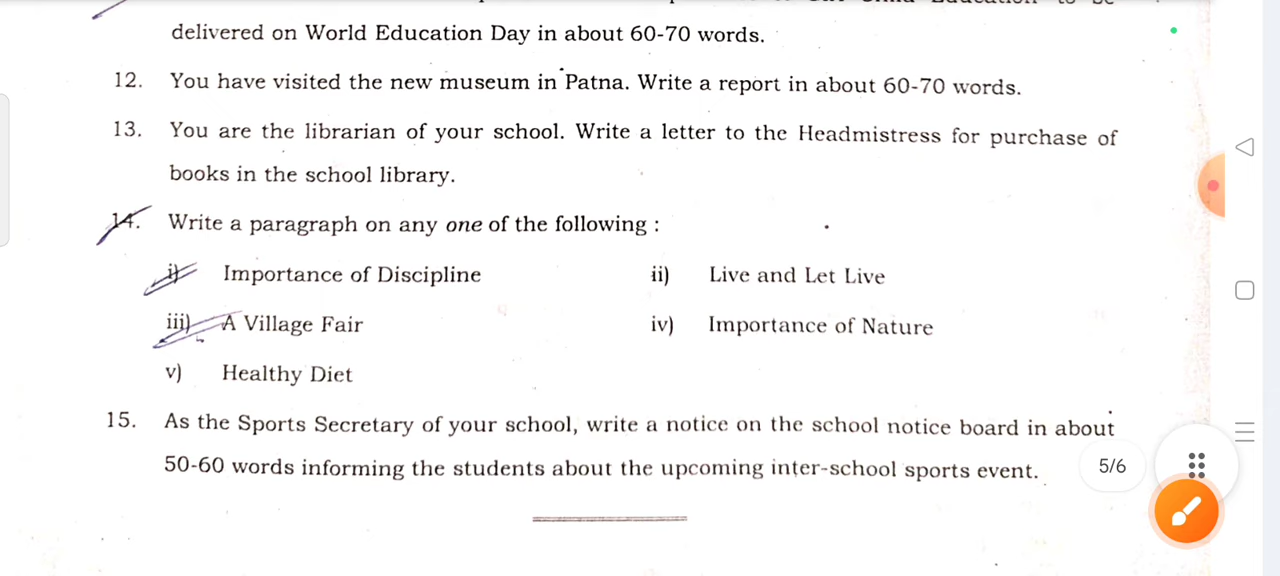 delivered on World Education Day in about 60-70 words.
12. You have visited the new museum in Patna. Write a report in about 60-70 words.
13. You are the librarian of your school. Write a letter to the Headmistress for purchase of
books in the school library.
14. Write a paragraph on any one of the following :
i) Importance of Discipline ii) Live and Let Live
iii) A Village Fair iv) Importance of Nature
v) Healthy Diet
15. As the Sports Secretary of your school, write a notice on the school notice board in about
50-60 words informing the students about the upcoming inter-school sports event.
5/6